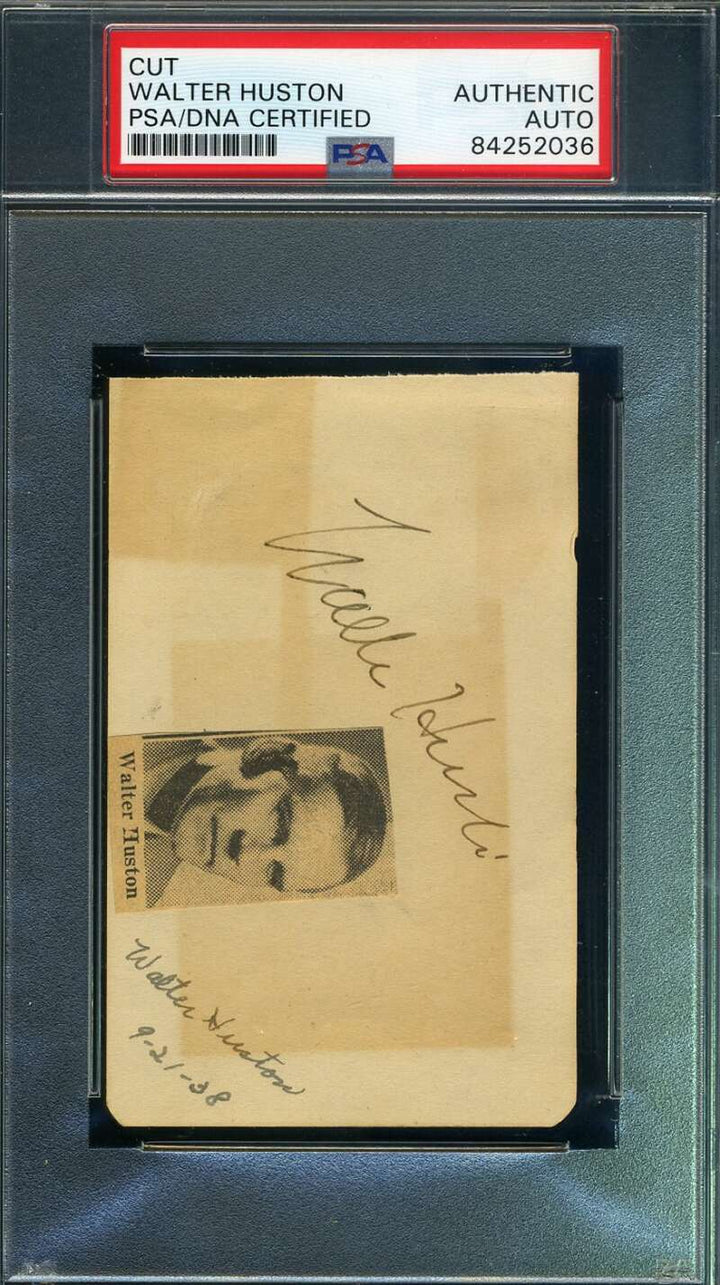 CUT
WALTER HUSTON
PSA/DNA CERTIFIED
AUTHENTIC
AUTO
84252036
PSA
Walter Huston
Walter Huston
Walter Huston
9-21-38